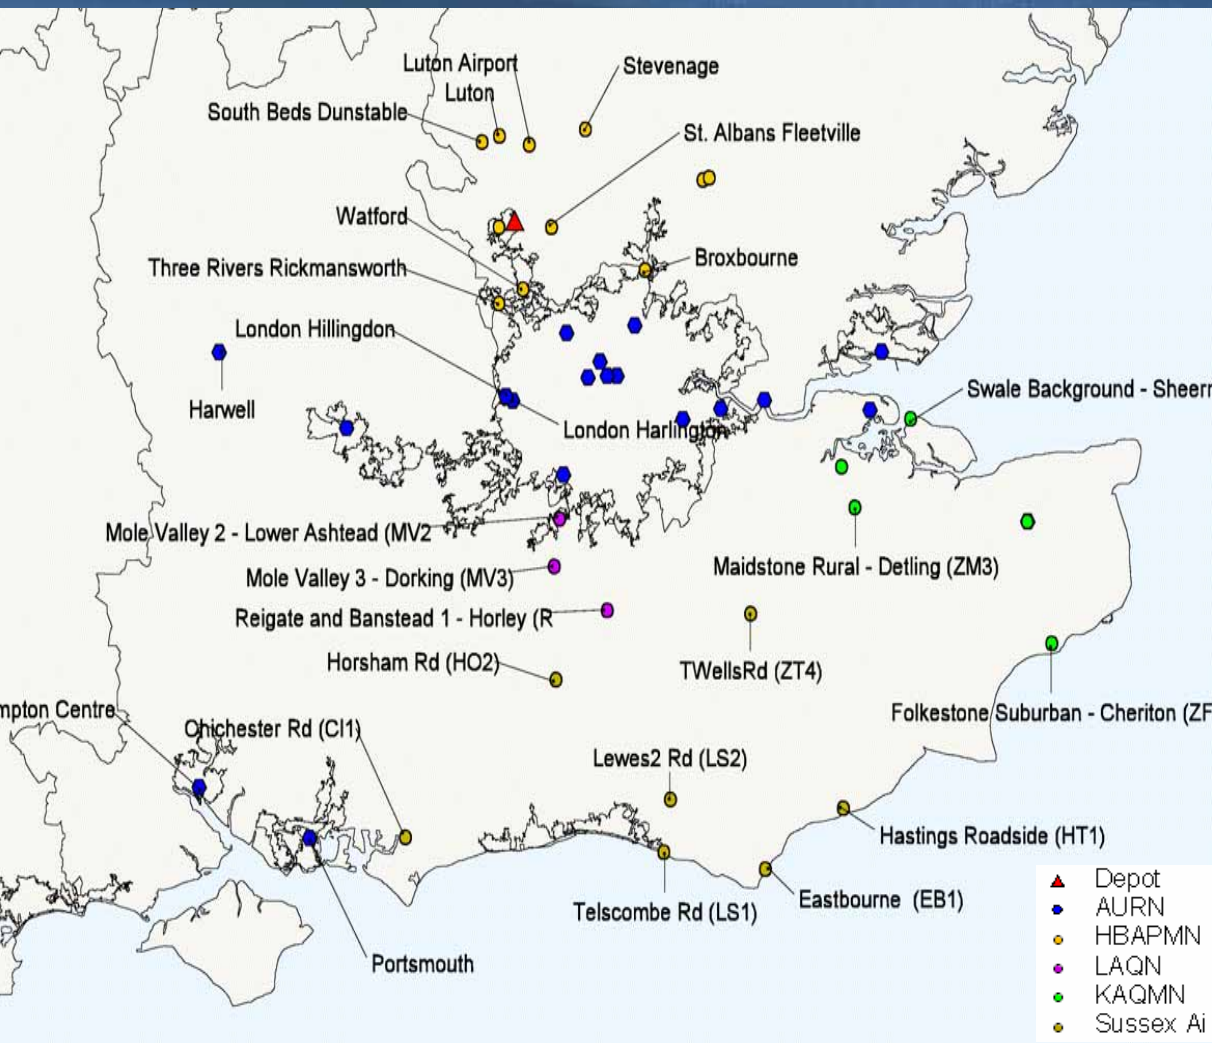 Luton Airport
Stevenage
Luton
South Beds Dunstable
St. Albans Fleetville
Watford
Broxbourne
Three Rivers Rickmansworth
London Hillingdon
Swale Background - Sheerr
Harwell
London Harlington
Mole Valley 2 - Lower Ashtead (MV2
Maidstone Rural - Detling (ZM3)
Mole Valley 3 - Dorking (MV3)
Reigate and Banstead 1 - Horley (R
Horsham Rd (HO2)
TWellsRd (ZT4)
mpton Centre
Folkestone Suburban - Cheriton (ZF
Chichester Rd (CI1)
Lewes2 Rd (LS2)
Hastings Roadside (HT1)
Eastbourne (EB1)
Telscombe Rd (LS1)
Portsmouth
Depot
AURN
HBAPMN
LAQN
KAQMN
Sussex Ai